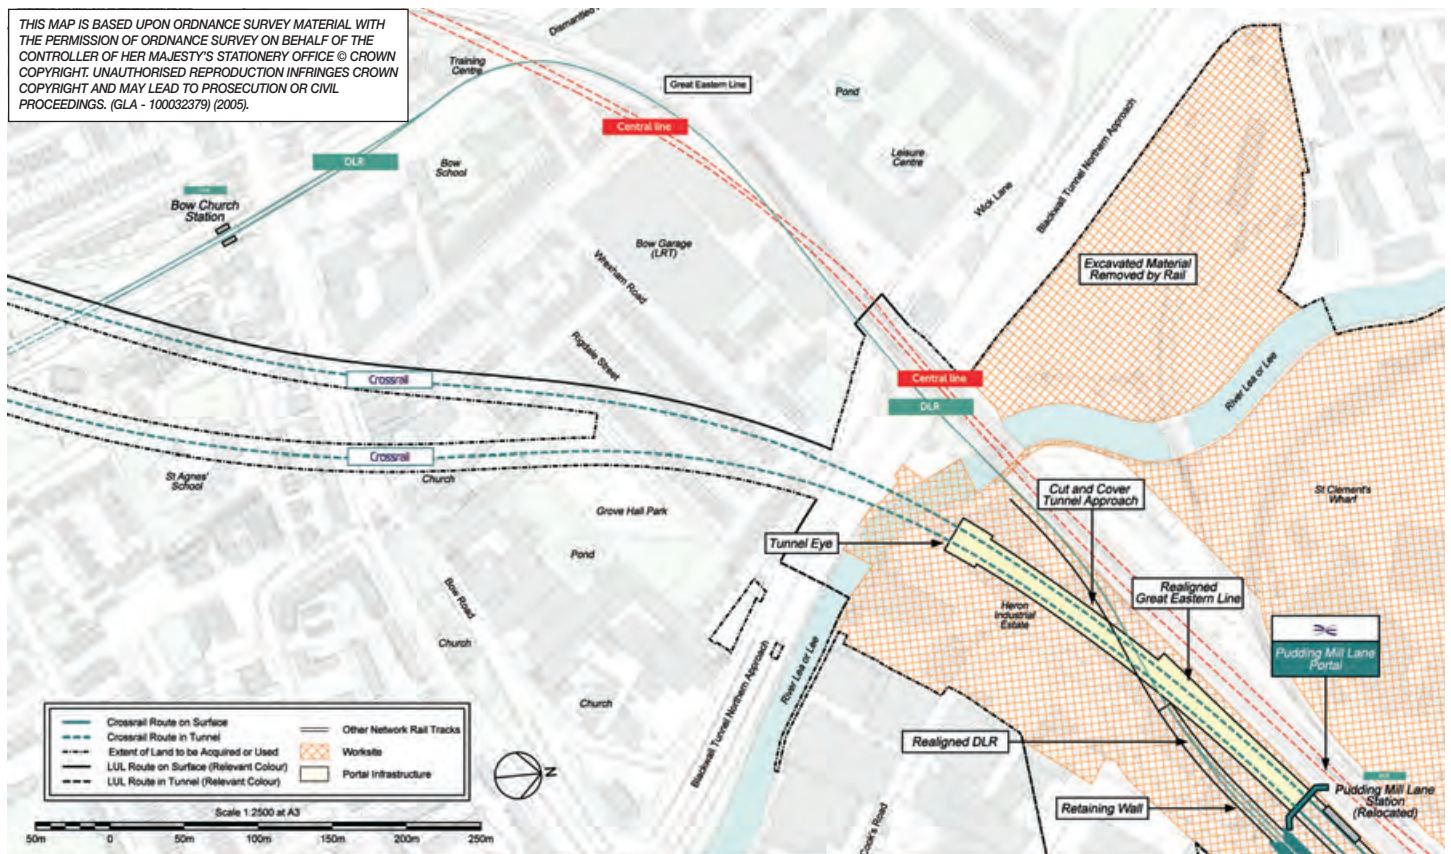 THIS MAP IS BASED UPON ORDNANCE SURVEY MATERIAL WITH
THE PERMISSION OF ORDNANCE SURVEY ON BEHALF OF THE
CONTROLLER OF HER MAJESTY'S STATIONERY OFFICE © CROWN
COPYRIGHT. UNAUTHORISED REPRODUCTION INFRINGES CROWN
COPYRIGHT AND MAY LEAD TO PROSECUTION OR CIVIL
PROCEEDINGS. (GLA - 100032379) (2005).
Dismantled
Training
Centre
Great Eastern Line
Pond
Central line
DLR
Bow
School
Leisure
Centre
Blackwall Tunnel Northern Approach
Wick Lane
Bow Church
Station
Bow Garage
(LRT)
Wrexham Road
Excavated Material
Removed by Rail
Rigdale Street
River Lea or Lee
Crossrail
Central line
DLR
Crossrail
St Agnes'
School
Church
Cut and Cover
Tunnel Approach
St Clement's
Wharf
Grove Hall Park
Tunnel Eye
Pond
Realigned
Great Eastern Line
Bow Road
Heron
Industrial
Estate
Church
Pudding Mill Lane
Portal
River Lea or Lee
Blackwall Tunnel Northern Approach
Church
Realigned DLR
Pudding Mill Lane
Station
(Relocated)
Retaining Wall
Cook's Road
Crossrail Route on Surface
Crossrail Route in Tunnel
Extent of Land to be Acquired or Used
LUL Route on Surface (Relevant Colour)
LUL Route in Tunnel (Relevant Colour)
Other Network Rail Tracks
Worksite
Portal Infrastructure
N
Scale 1:2500 at A3
50m 0 50m 100m 150m 200m 250m